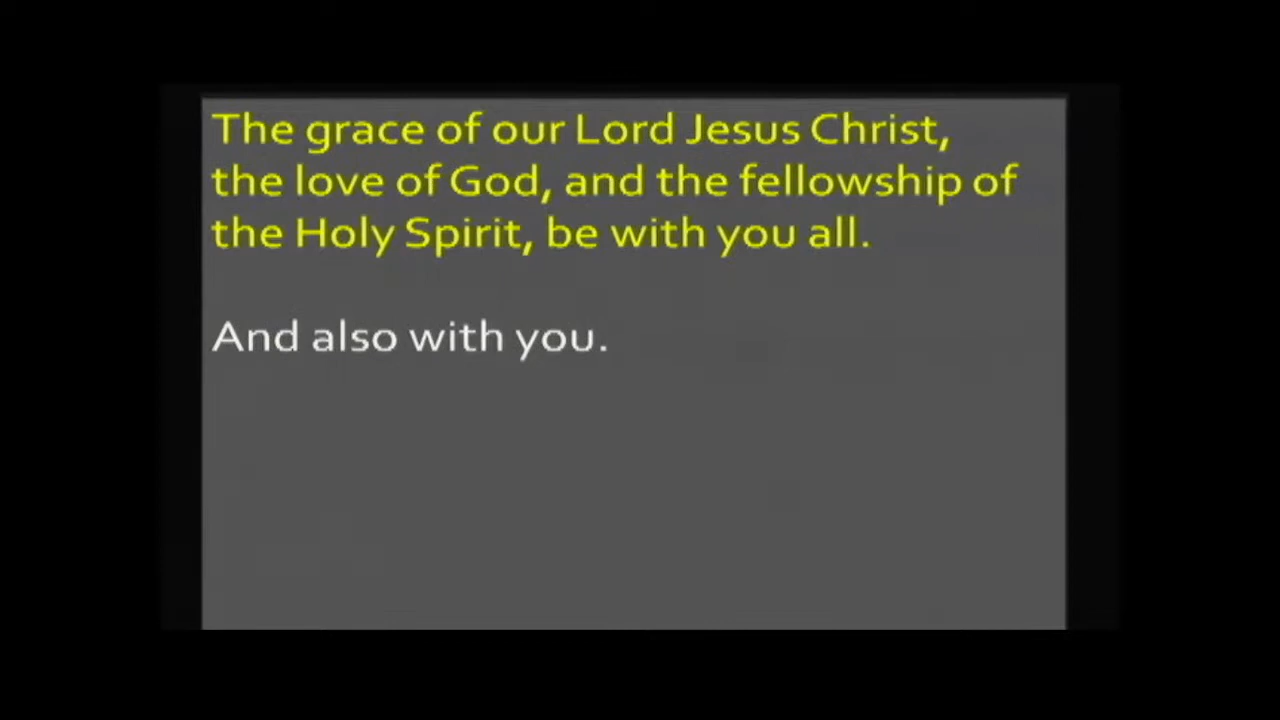 The grace of our Lord Jesus Christ,
the love of God, and the fellowship of
the Holy Spirit, be with you all.
And also with you.